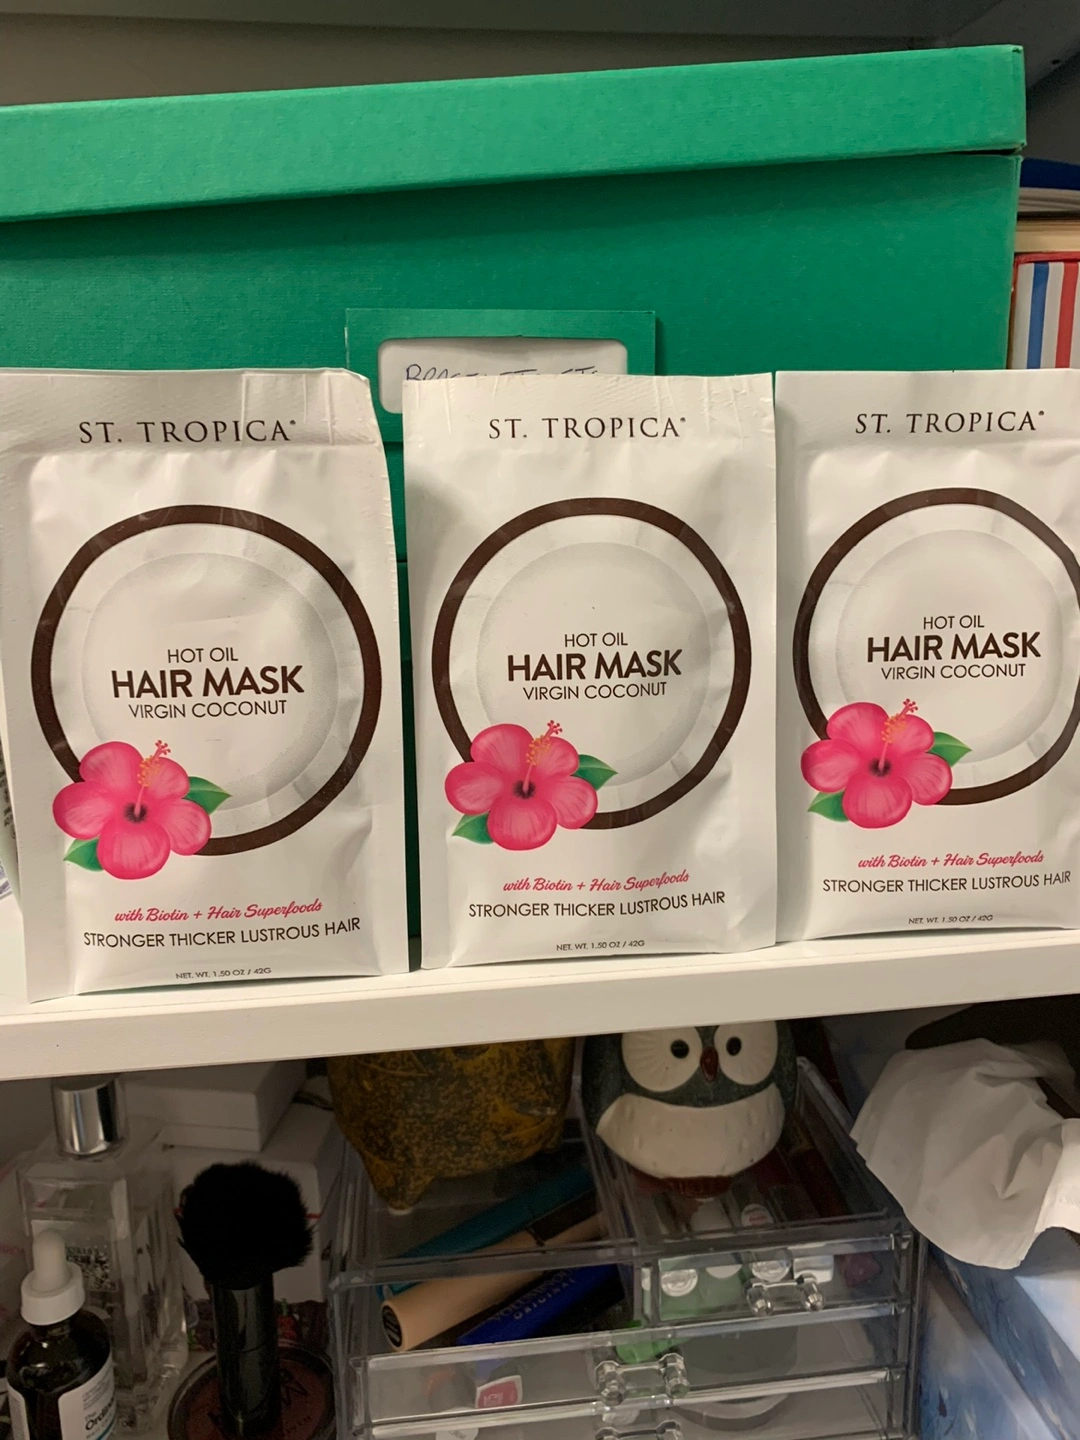 ST. TROPICA®
HOT OIL
HAIR MASK
VIRGIN COCONUT
with Biotin + Hair Superfoods
STRONGER THICKER LUSTROUS HAIR
NET. WT. 1.50 OZ / 42G
ST. TROPICA®
HOT OIL
HAIR MASK
VIRGIN COCONUT
with Biotin + Hair Superfoods
STRONGER THICKER LUSTROUS HAIR
NET. WT. 1.50 OZ / 42G
ST. TROPICA®
HOT OIL
HAIR MASK
VIRGIN COCONUT
with Biotin + Hair Superfoods
STRONGER THICKER LUSTROUS HAIR
NET. WT. 1.50 OZ / 42G